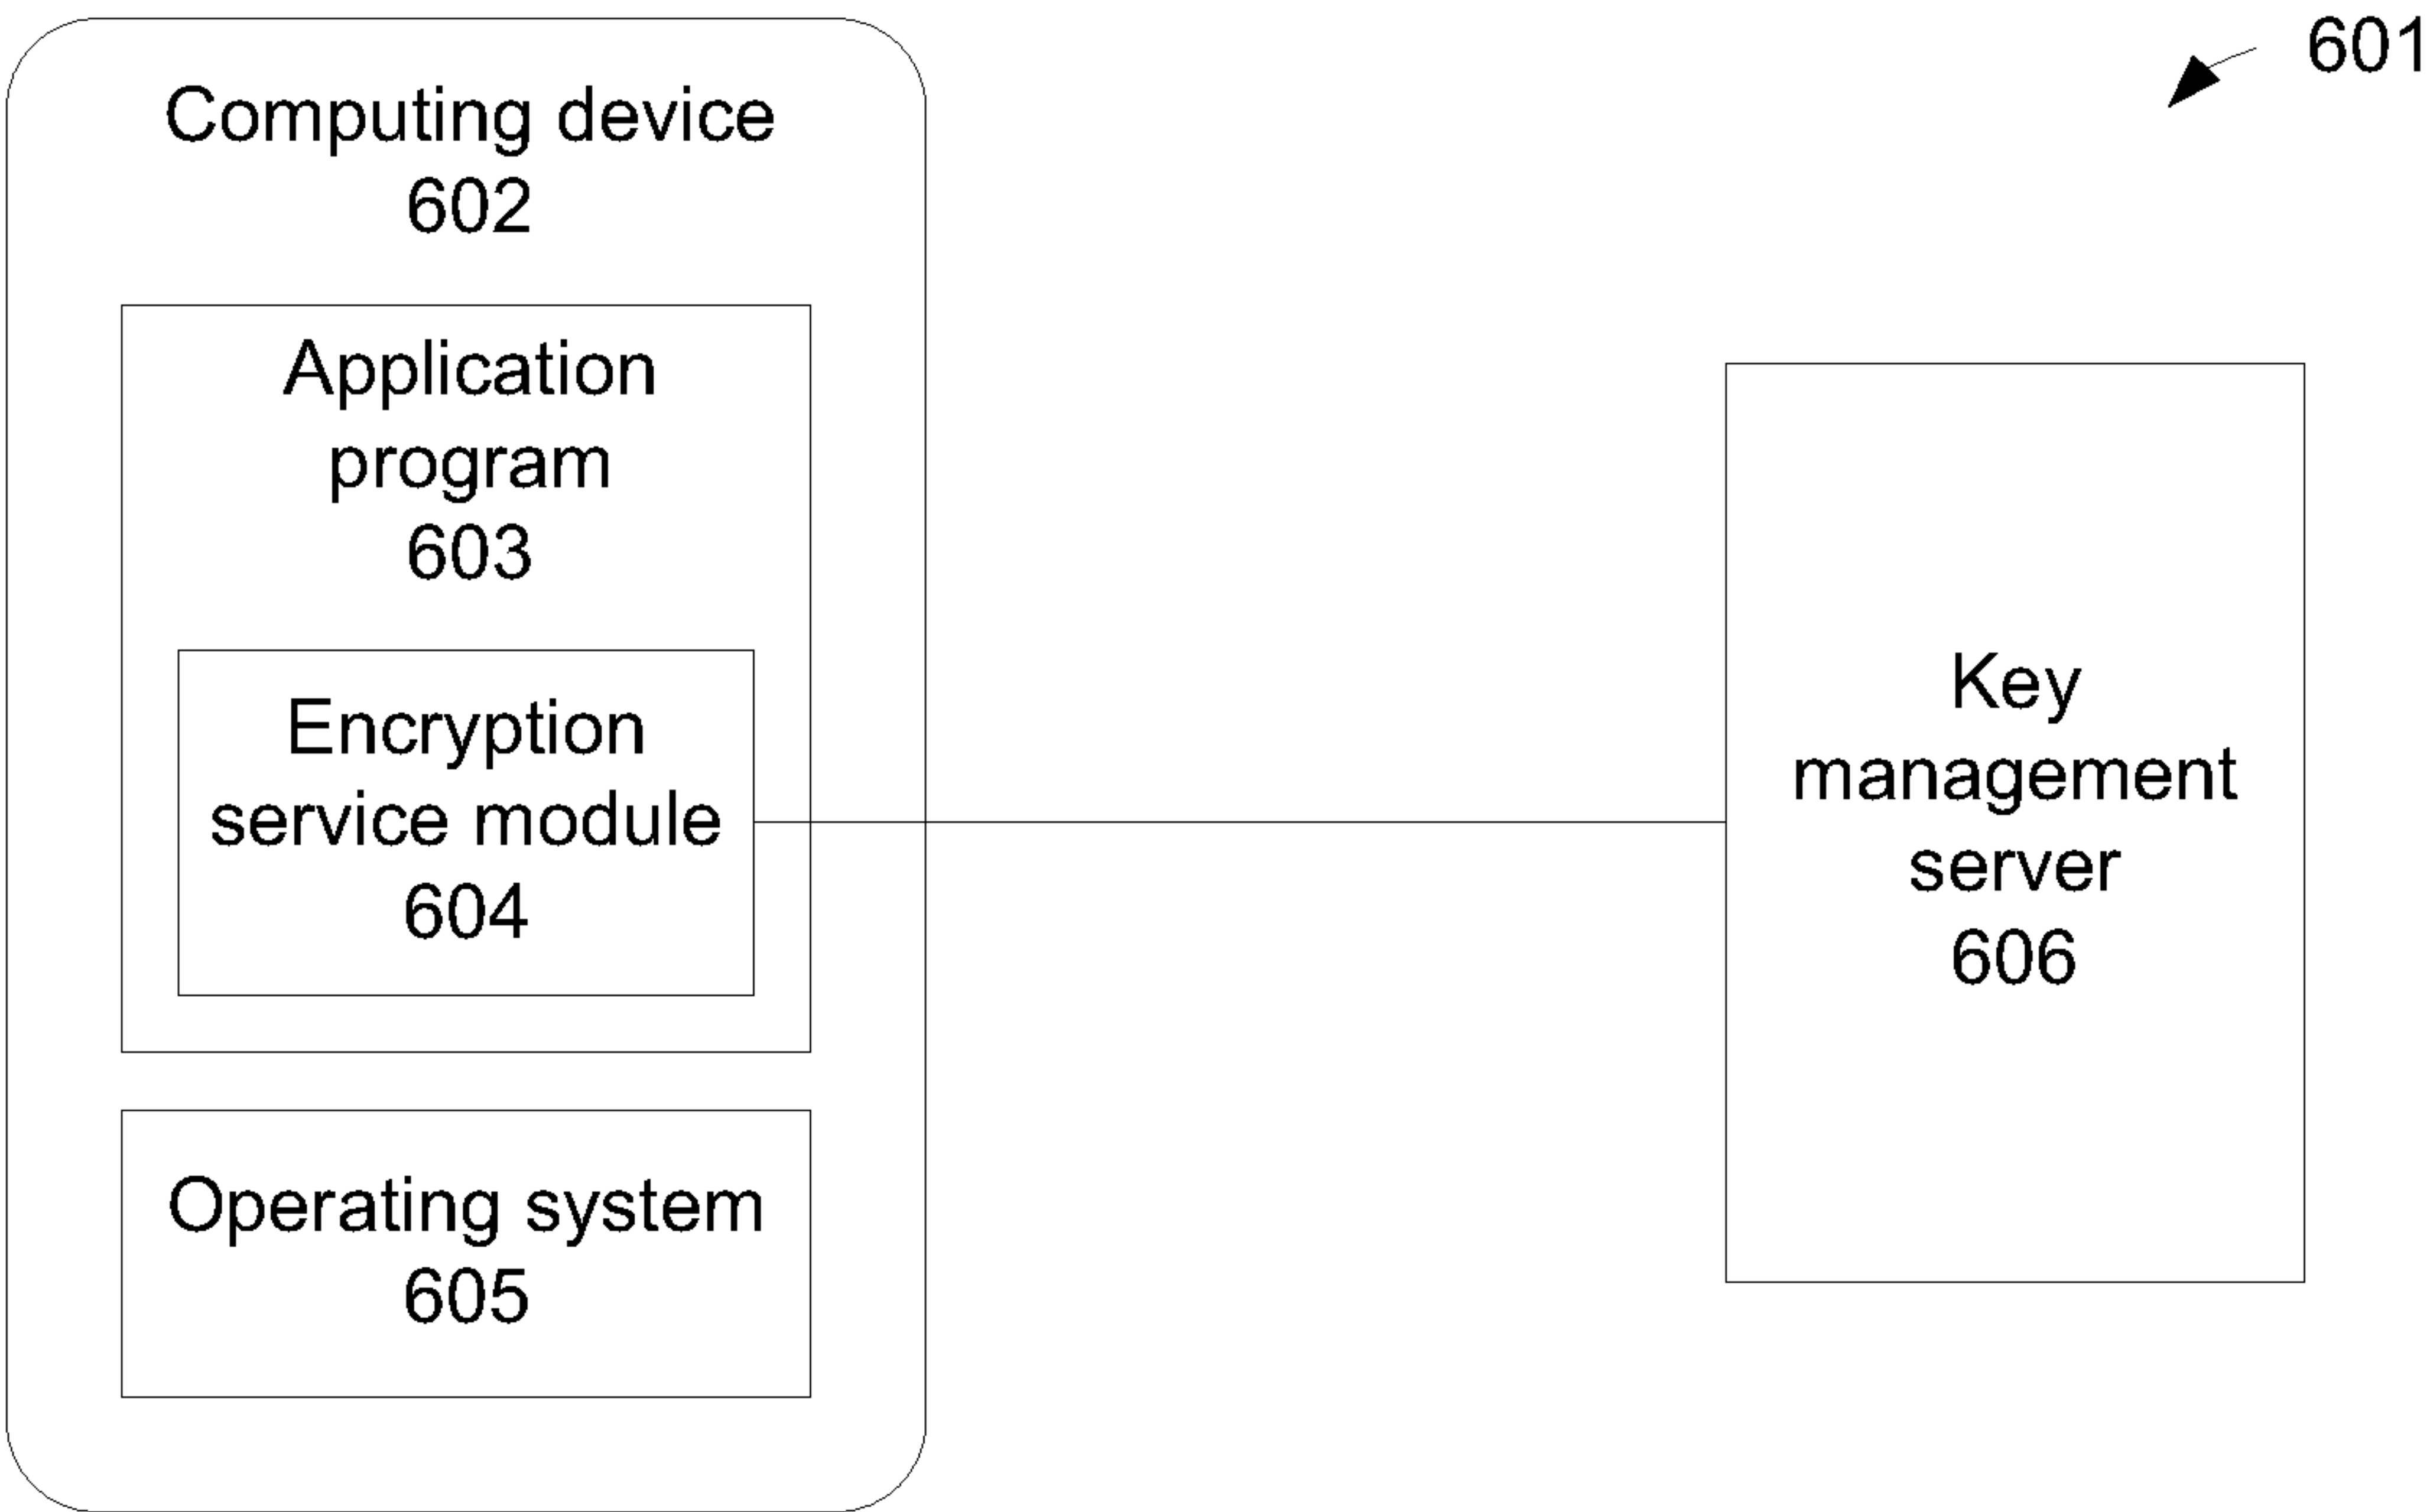 601
Computing device
602
Application
program
603
Encryption
service module
604
Operating system
605
Key
management
server
606